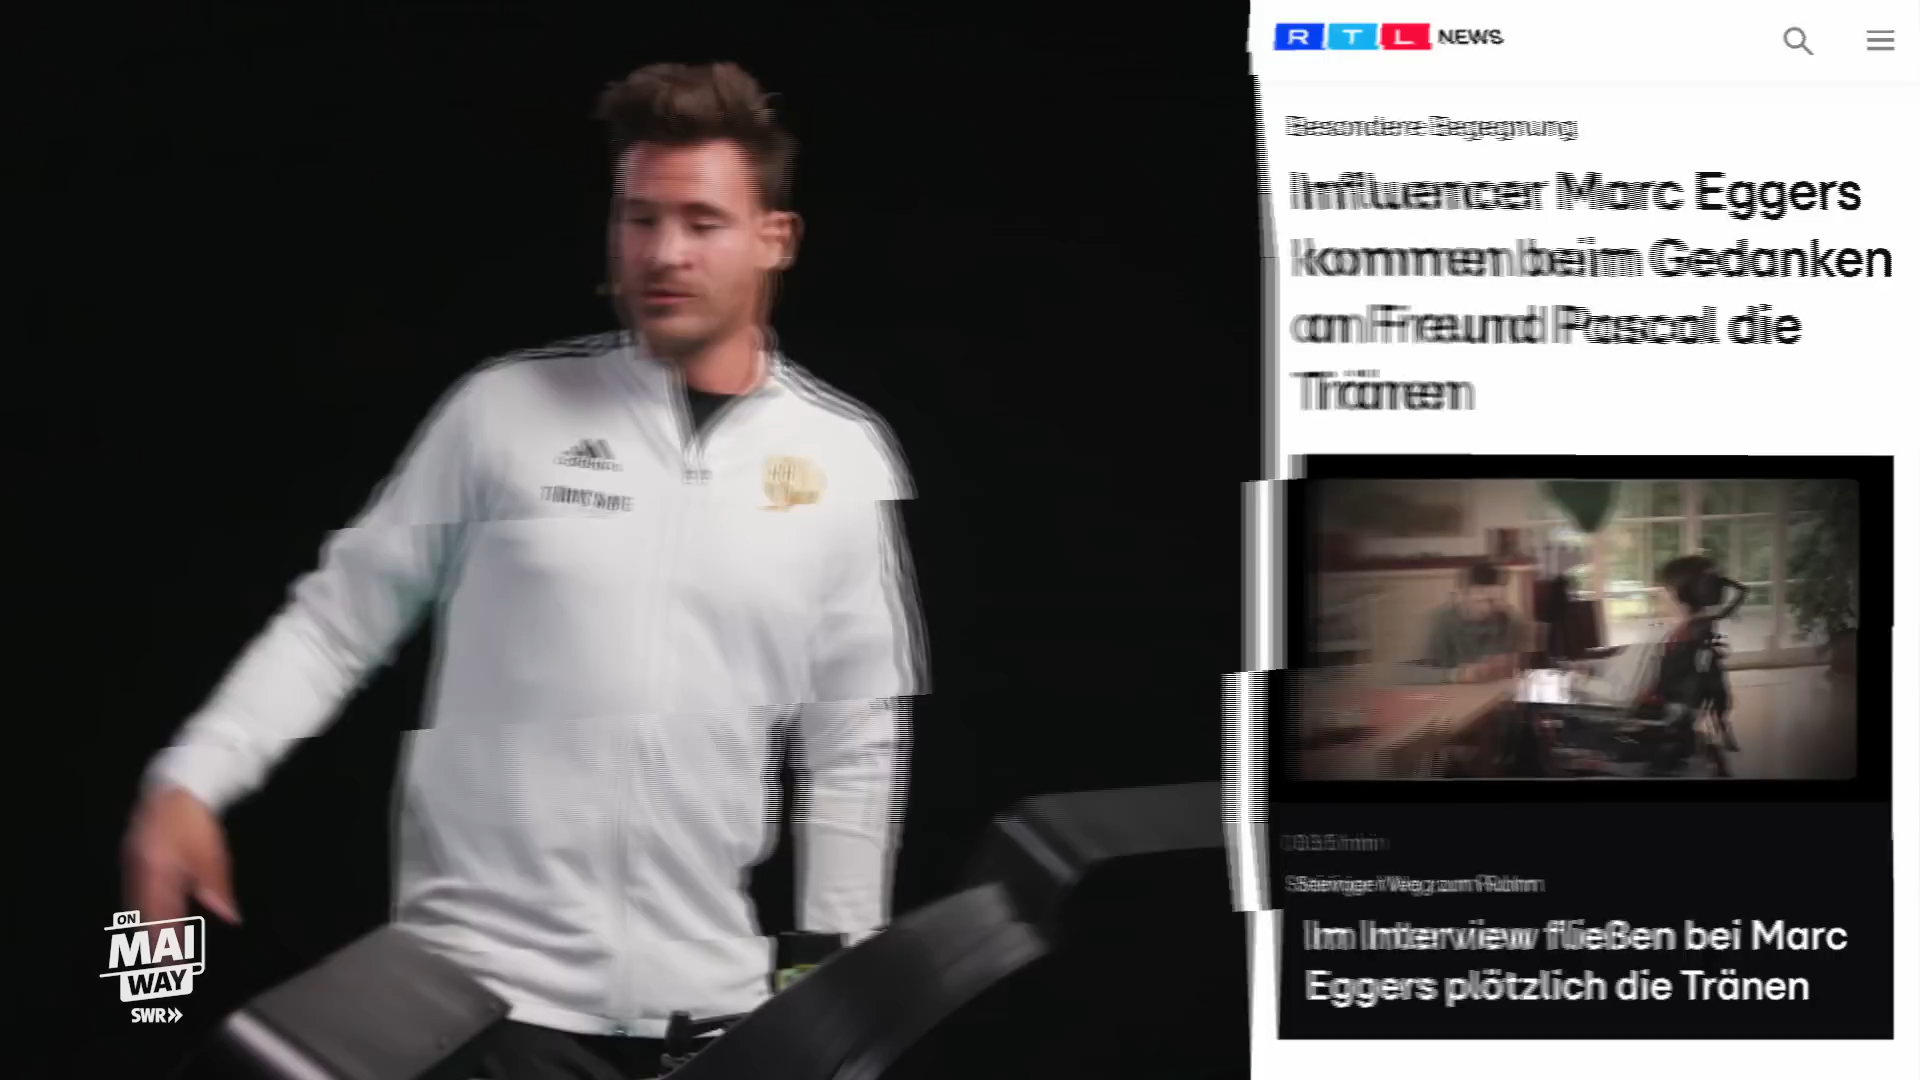 RTL NEWS
Besondere Begegnung
Influencer Marc Eggers
kommen beim Gedanken
an Freund Pascal die
Tränen
adidas
Im Interview fließen bei Marc
Eggers plötzlich die Tränen
ON
MAI
WAY
SWR»